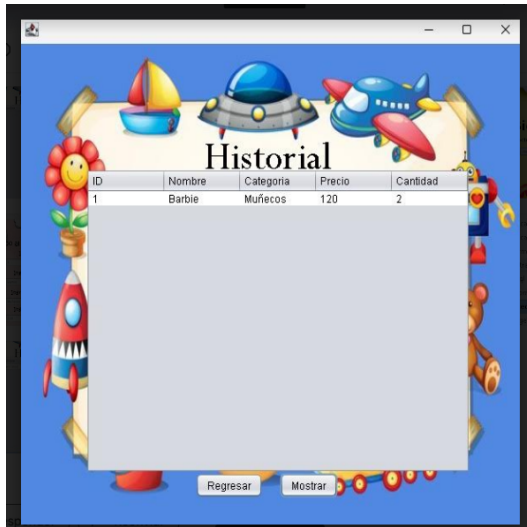 Historial
ID Nombre Categoria Precio Cantidad
1 Barbie Muñecos 120 2
Regresar Mostrar